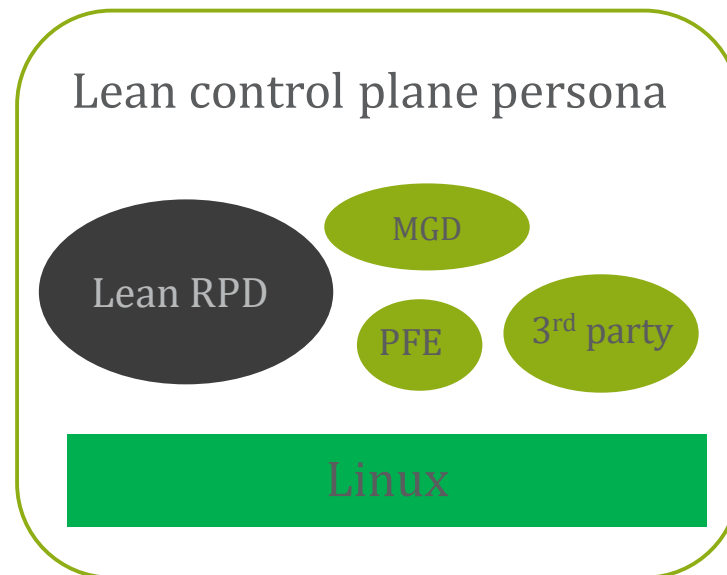 Lean control plane persona
MGD
Lean RPD
3rd party
PFE
Linux